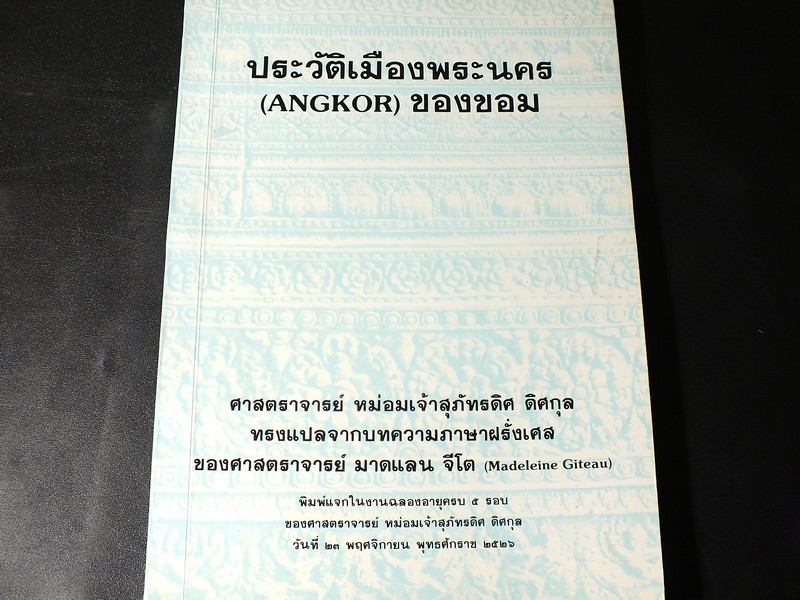 ประวัติเมืองพระนคร
(ANGKOR) ของขอม
ศาสตราจารย์ หม่อมเจ้าสุภัทรดิศ ดิศกุล
ทรงแปลจากบทความภาษาฝรั่งเศส
ของศาสตราจารย์ มาดแลน จีโต (Madeleine Giteau)
พิมพ์แจกในงานฉลองอายุครบ ๕ รอบ
ของศาสตราจารย์ หม่อมเจ้าสุภัทรดิศ ดิศกุล
วันที่ ๒๓ พฤศจิกายน พุทธศักราช ๒๕๒๖